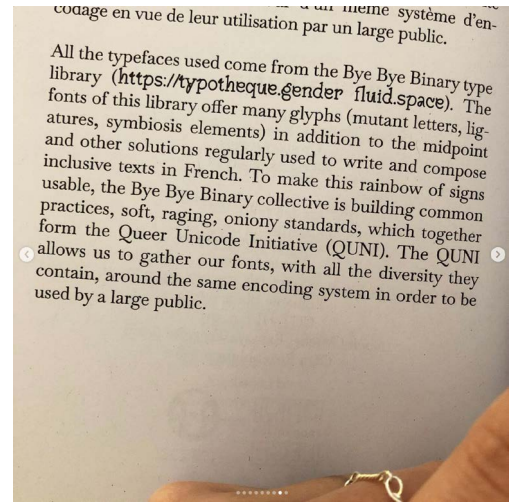 même système d'en-
codage en vue de leur utilisation par un large public.
All the typefaces used come from the Bye Bye Binary type
library (https://typotheque.gender fluid.space). The
fonts of this library offer many glyphs (mutant letters, lig-
atures, symbiosis elements) in addition to the midpoint
and other solutions regularly used to write and compose
inclusive texts in French. To make this rainbow of signs
usable, the Bye Bye Binary collective is building common
practices, soft, raging, oniony standards, which together
form the Queer Unicode Initiative (QUNI). The QUNI
allows us to gather our fonts, with all the diversity they
contain, around the same encoding system in order to be
used by a large public.